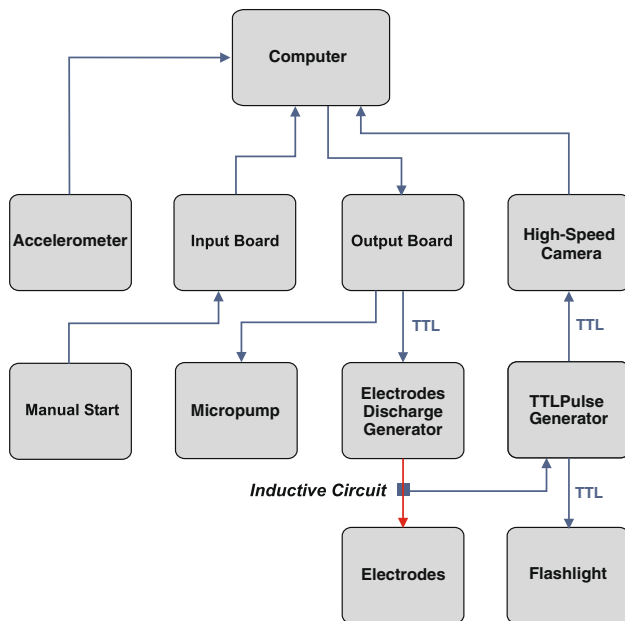 Computer
Accelerometer
Input Board
Output Board
High-Speed
Camera
TTL
TTL
Manual Start
Micropump
Electrodes
Discharge
Generator
TTLPulse
Generator
Inductive Circuit
TTL
Electrodes
Flashlight